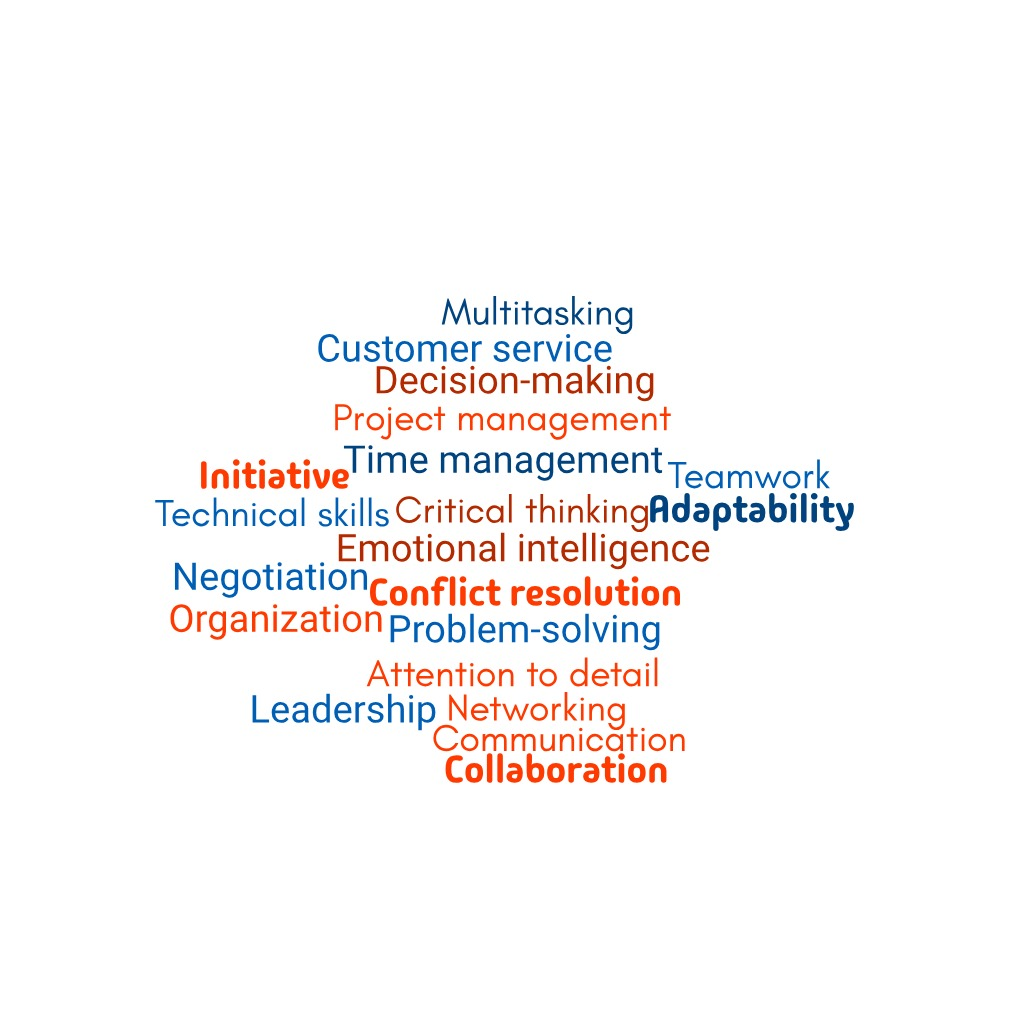 Multitasking
Customer service
Decision-making
Project management
Time management
Initiative
Teamwork
Technical skills
Critical thinking
Adaptability
Emotional intelligence
Negotiation
Conflict resolution
Organization
Problem-solving
Attention to detail
Leadership
Networking
Communication
Collaboration